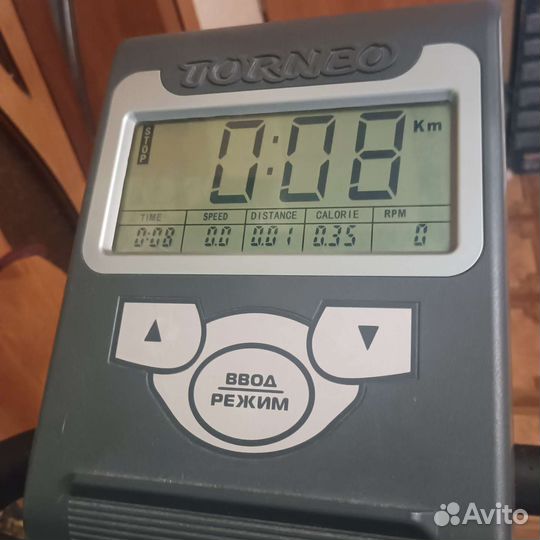 TORNEO
STOP
0:08 Km
TIME SPEED DISTANCE CALORIE RPM
0:08 0.0 0.01 0.35 0
▲ ▼
ВВОД
РЕЖИМ
Avito